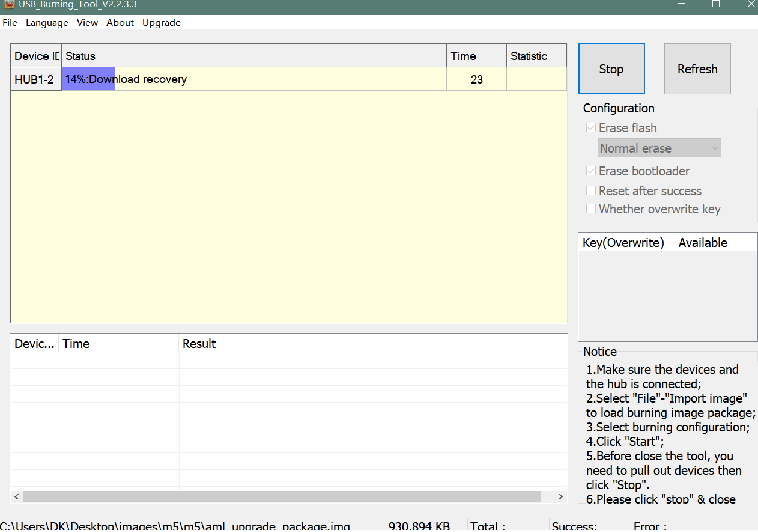 USB_Burning_Tool_V2.2.3.3
File Language View About Upgrade
Device ID Status Time Statistic
HUB1-2 14%:Download recovery 23
Stop Refresh
Configuration
Erase flash
Normal erase
Erase bootloader
Reset after success
Whether overwrite key
Key(Overwrite) Available
Devic... Time Result
Notice
1.Make sure the devices and
the hub is connected;
2.Select "File"-"Import image"
to load burning image package;
3.Select burning configuration;
4.Click "Start";
5.Before close the tool, you
need to pull out devices then
click "Stop".
6.Please click "stop" & close
C:\Users\DK\Desktop\images\m5\m5\aml_upgrade_package.img 930,894 KB Total : Success: Error :